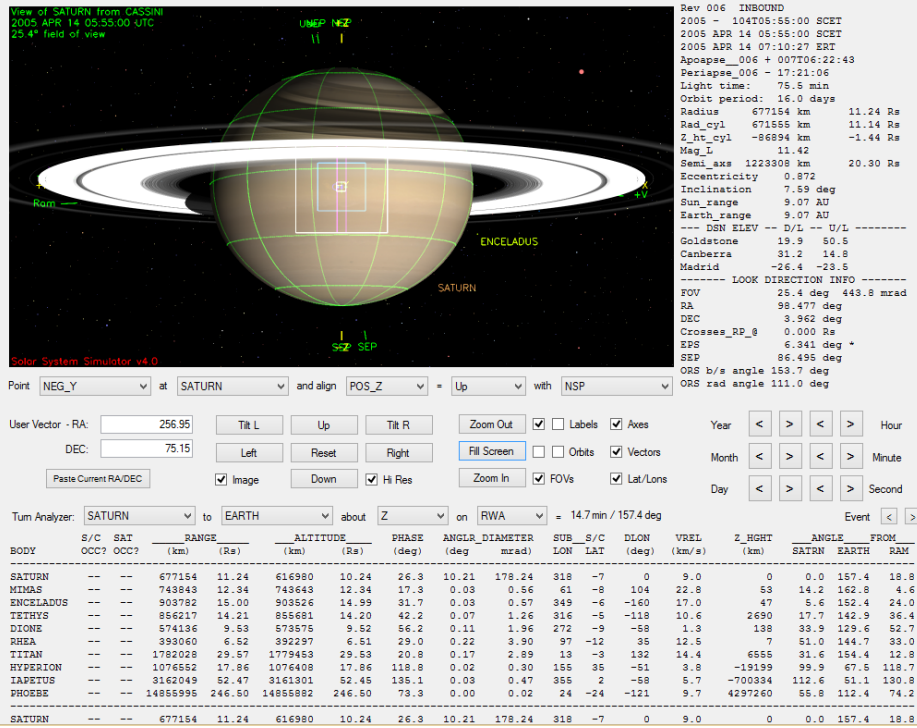 View of SATURN from CASSINI
2005 APR 14 05:55:00 UTC
25.4° field of view
NSP
+Z
X
+V
Ram
ENCELADUS
SATURN
-Z
SEP
Solar System Simulator v4.0
Rev 006 INBOUND
2005 - 104T05:55:00 SCET
2005 APR 14 05:55:00 SCET
2005 APR 14 07:10:27 ERT
Apoapse__006 + 007T06:22:43
Periapse_006 - 17:21:06
Light time: 75.5 min
Orbit period: 16.0 days
Radius 677154 km 11.24 Rs
Rad_cyl 671555 km 11.14 Rs
Z_ht_cyl -86894 km -1.44 Rs
Mag_L 11.42
Semi_axs 1223308 km 20.30 Rs
Eccentricity 0.872
Inclination 7.59 deg
Sun_range 9.07 AU
Earth_range 9.07 AU
--- DSN ELEV -- D/L -- U/L --------
Goldstone 19.9 50.5
Canberra 31.2 14.8
Madrid -26.4 -23.5
------- LOOK DIRECTION INFO -------
FOV 25.4 deg 443.8 mrad
RA 98.477 deg
DEC 3.962 deg
Crosses_RP_@ 0.000 Rs
EPS 6.341 deg *
SEP 86.495 deg
ORS b/s angle 153.7 deg
ORS rad angle 111.0 deg
Point NEG_Y at SATURN and align POS_Z = Up with NSP
User Vector - RA: 256.95 Tilt L Up Tilt R Zoom Out Labels Axes Year < > < > Hour
DEC: 75.15 Left Reset Right Fill Screen Orbits Vectors Month < > < > Minute
Paste Current RA/DEC Image Down Hi Res Zoom In FOVs Lat/Lons Day < > < > Second
Turn Analyzer: SATURN to EARTH about Z on RWA = 14.7 min / 157.4 deg Event < >
S/C SAT RANGE ALTITUDE PHASE ANGLR_DIAMETER SUB_S/C DLON VREL Z_HGHT ANGLE FROM
BODY OCC? OCC? (km) (Rs) (km) (Rs) (deg) (deg mrad) LON LAT (deg) (km/s) (km) SATRN EARTH RAM
SATURN -- -- 677154 11.24 616980 10.24 26.3 10.21 178.24 318 -7 0 9.0 0 0.0 157.4 18.8
MIMAS -- -- 743843 12.34 743643 12.34 17.3 0.03 0.56 61 -8 104 22.8 53 14.2 162.8 4.6
ENCELADUS -- -- 903782 15.00 903526 14.99 31.7 0.03 0.57 349 -6 -160 17.0 47 5.6 152.4 24.0
TETHYS -- -- 856217 14.21 855681 14.20 42.2 0.07 1.26 316 -5 -118 10.6 2690 17.7 142.9 36.4
DIONE -- -- 574136 9.53 573575 9.52 56.2 0.11 1.96 272 -9 -58 1.3 138 33.9 129.6 52.7
RHEA -- -- 393060 6.52 392297 6.51 29.0 0.22 3.90 97 -12 35 12.5 7 51.0 144.7 33.0
TITAN -- -- 1782028 29.57 1779453 29.53 20.8 0.17 2.89 13 -3 132 14.4 6555 31.6 154.4 12.8
HYPERION -- -- 1076552 17.86 1076408 17.86 118.8 0.02 0.30 155 35 -51 3.8 -19199 99.9 67.5 118.7
IAPETUS -- -- 3162049 52.47 3161301 52.45 135.1 0.03 0.47 355 2 -58 5.7 -700334 112.6 51.1 130.8
PHOEBE -- -- 14855995 246.50 14855882 246.50 73.3 0.00 0.02 24 -24 -121 9.7 4297260 55.8 112.4 74.2
SATURN -- -- 677154 11.24 616980 10.24 26.3 10.21 178.24 318 -7 0 9.0 0 0.0 157.4 18.8